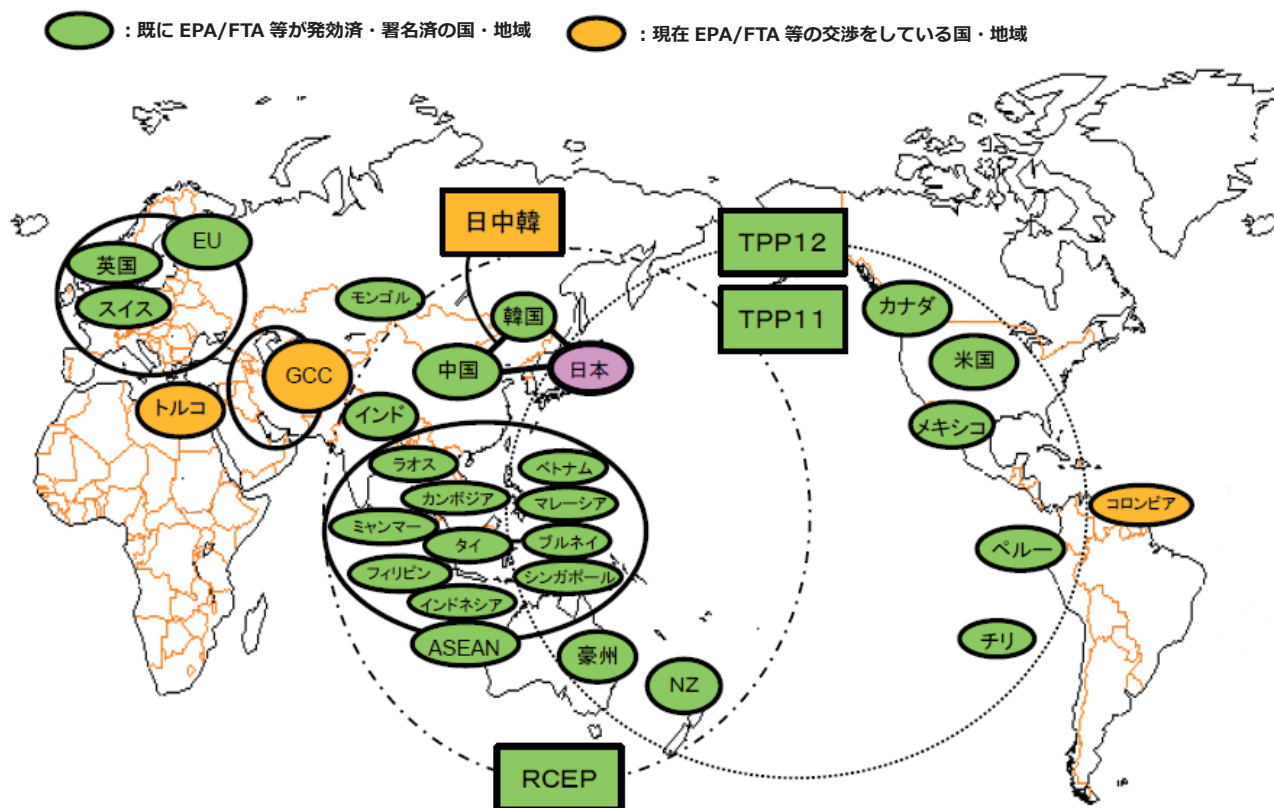 ：既に EPA/FTA 等が発効済・署名済の国・地域
：現在 EPA/FTA 等の交渉をしている国・地域
日中韓
TPP12
EU
英国
スイス
モンゴル
韓国
TPP11
カナダ
中国
日本
米国
GCC
トルコ
インド
メキシコ
ラオス
ベトナム
カンボジア
マレーシア
コロンビア
ミャンマー
タイ
ブルネイ
ペルー
フィリピン
シンガポール
インドネシア
ASEAN
豪州
チリ
NZ
RCEP